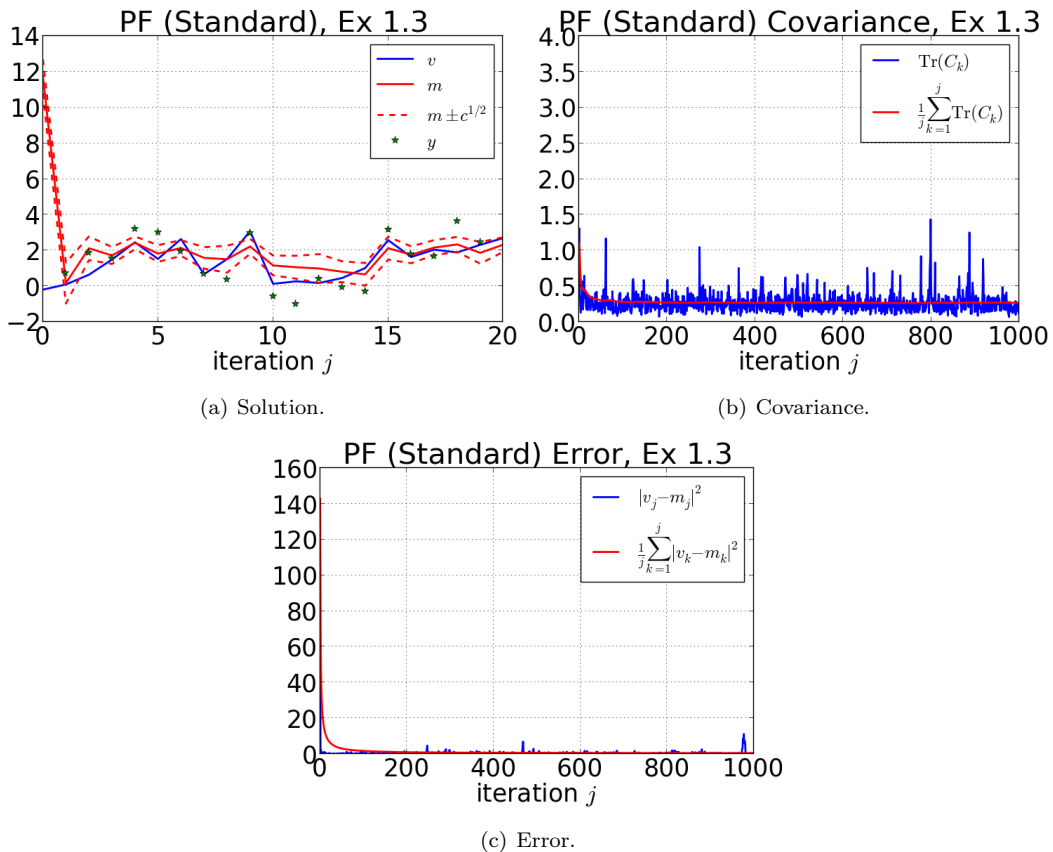 PF (Standard), Ex 1.3
14
12
10
8
6
4
2
0
−2
0 5 10 15 20
iteration j
v
m
m ± c^{1/2}
y
(a) Solution.
PF (Standard) Covariance, Ex 1.3
4.0
3.5
3.0
2.5
2.0
1.5
1.0
0.5
0.0
0 200 400 600 800 1000
iteration j
Tr(C_k)
\frac{1}{j}\sum_{k=1}^{j} Tr(C_k)
(b) Covariance.
PF (Standard) Error, Ex 1.3
160
140
120
100
80
60
40
20
0
0 200 400 600 800 1000
iteration j
|v_j−m_j|^2
\frac{1}{j}\sum_{k=1}^{j} |v_k−m_k|^2
(c) Error.